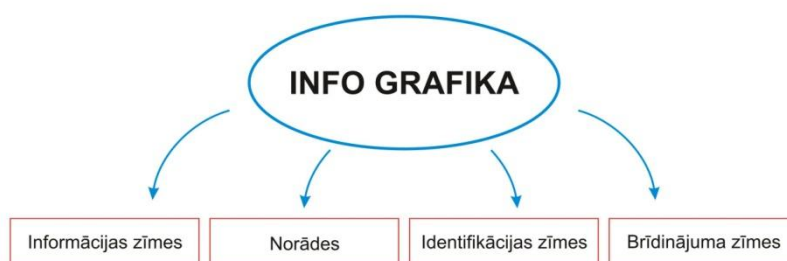 INFO GRAFIKA
Informācijas zīmes
Norādes
Identifikācijas zīmes
Brīdinājuma zīmes